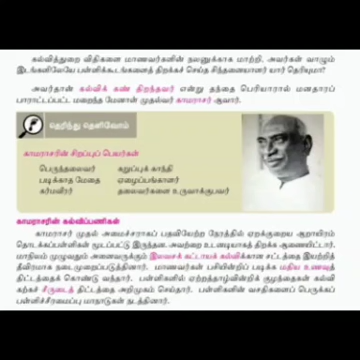 கல்வித்துறை விதிகளை மாணவர்களின் நலனுக்காக மாற்றி, அவர்கள் வாழும்
இடங்களிலேயே பள்ளிக்கூடங்களைத் திறக்கச் செய்த சிந்தனையாளர் யார் தெரியுமா?
அவர்தான் கல்விக் கண் திறந்தவர் என்று தந்தை பெரியாரால் மனதாரப்
பாராட்டப்பட்ட மறைந்த மேனாள் முதல்வர் காமராசர் ஆவார்.
தெரிந்து தெளிவோம்
காமராசரின் சிறப்புப் பெயர்கள்
பெருந்தலைவர் கறுப்புக் காந்தி
படிக்காத மேதை ஏழைப்பங்காளர்
கர்மவீரர் தலைவர்களை உருவாக்குபவர்
காமராசரின் கல்விப்பணிகள்
காமராசர் முதல் அமைச்சராகப் பதவியேற்ற நேரத்தில் ஏறக்குறைய ஆறாயிரம்
தொடக்கப்பள்ளிகள் மூடப்பட்டு இருந்தன. அவற்றை உடனடியாகத் திறக்க ஆணையிட்டார்.
மாநிலம் முழுவதும் அனைவருக்கும் இலவசக் கட்டாயக் கல்விக்கான சட்டத்தை இயற்றித்
தீவிரமாக நடைமுறைப்படுத்தினார். மாணவர்கள் பசியின்றிப் படிக்க மதிய உணவுத்
திட்டத்தைக் கொண்டு வந்தார். பள்ளிகளில் ஏற்றத்தாழ்வின்றிக் குழந்தைகள் கல்வி
கற்கச் சீருடைத் திட்டத்தை அறிமுகம் செய்தார். பள்ளிகளின் வசதிகளைப் பெருக்கப்
பள்ளிச்சீரமைப்பு மாநாடுகள் நடத்தினார்.